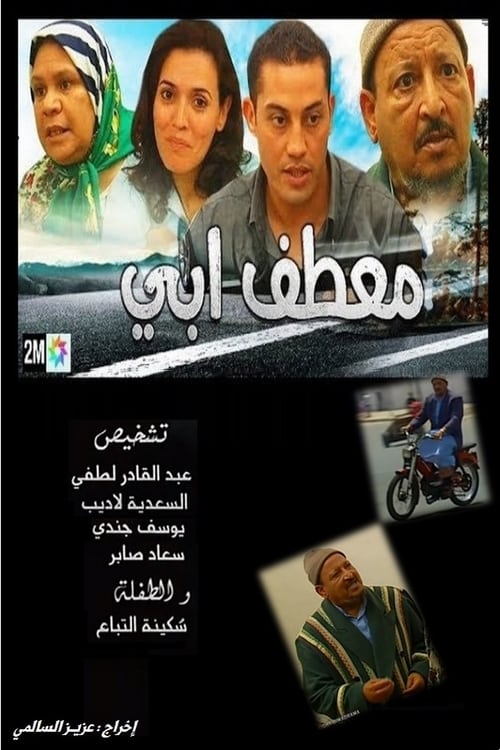 معطف ابي
2M
تشخيص
عبد القادر لطفي
السعدية لاديب
يوسف جندي
سعاد صابر
و الطفلة
سكينة التباع
إخراج : عزيز السالمي